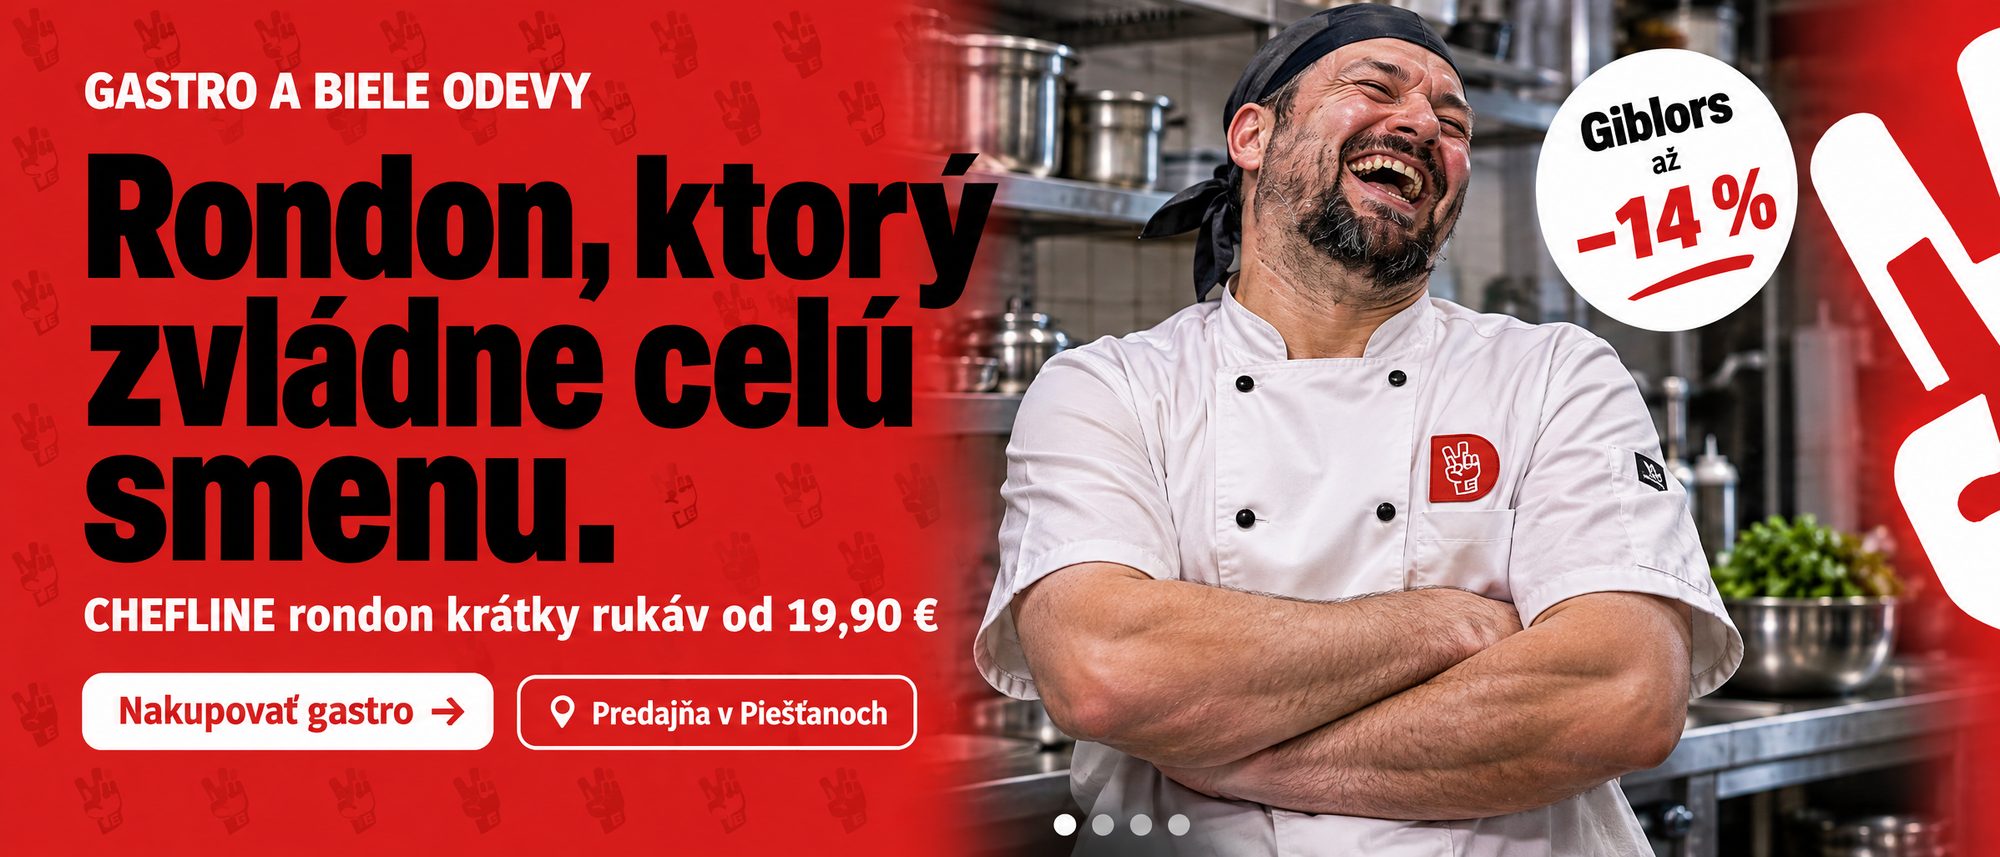 GASTRO A BIELE ODEVY
Rondon, ktorý
zvládne celú
smenu.
CHEFLINE rondon krátky rukáv od 19,90 €
Nakupovať gastro →
Predajňa v Piešťanoch
Giblors
až
–14 %